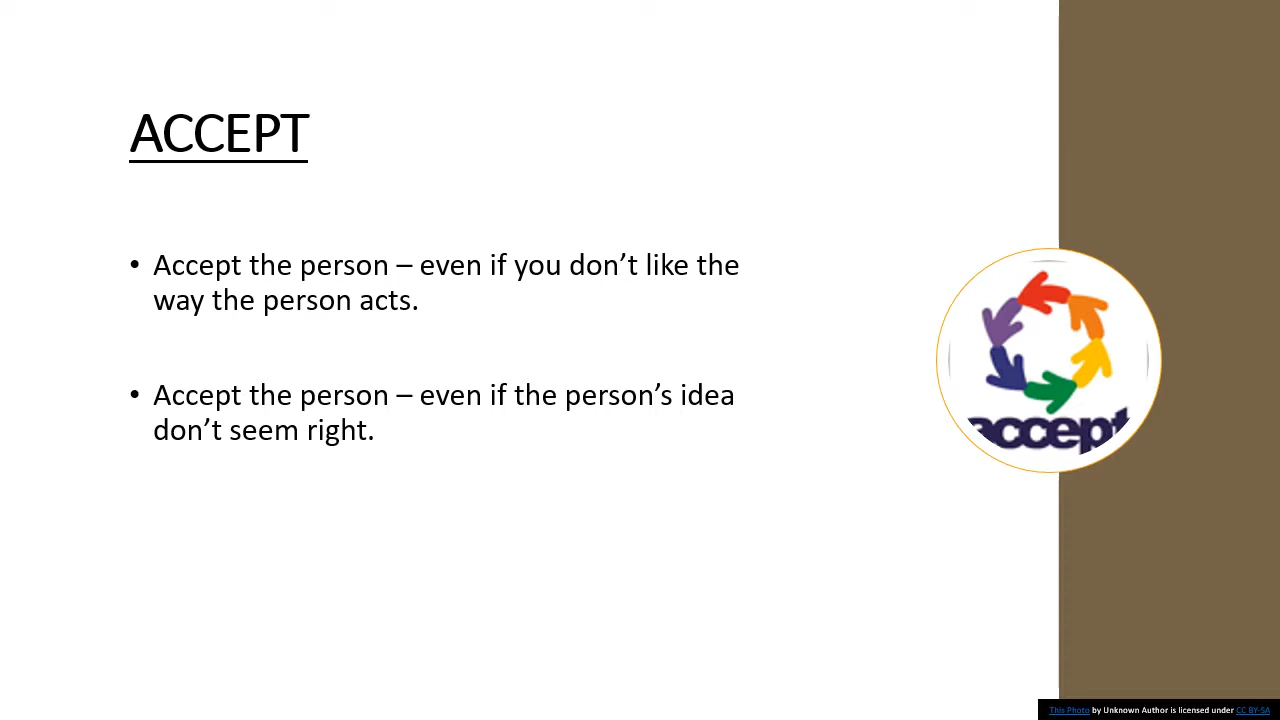 ACCEPT
• Accept the person – even if you don’t like the
way the person acts.
• Accept the person – even if the person’s idea
don’t seem right.
accept
This Photo by Unknown Author is licensed under CC BY-SA